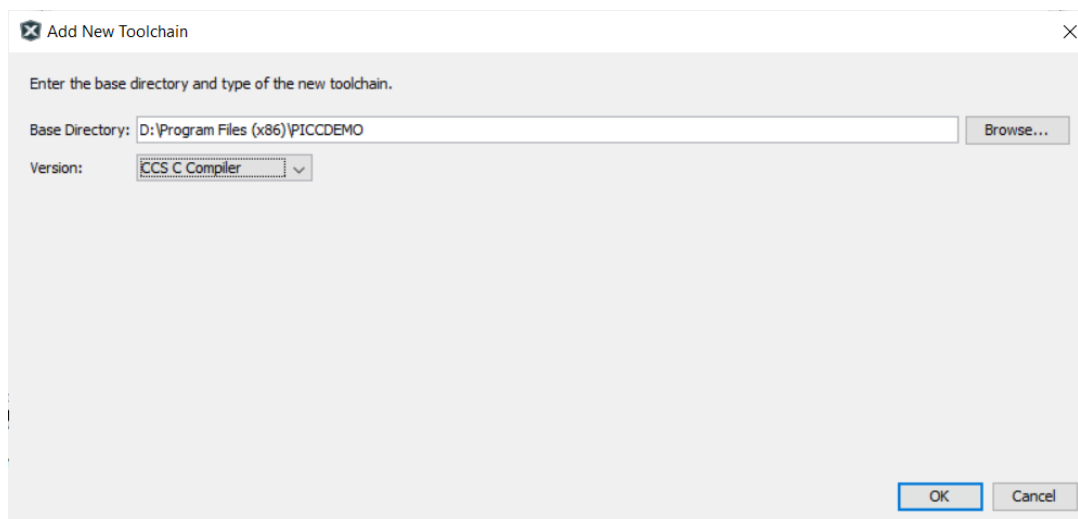 Add New Toolchain
Enter the base directory and type of the new toolchain.
Base Directory: D:\Program Files (x86)\PICCDEMO Browse...
Version: CCS C Compiler
OK Cancel